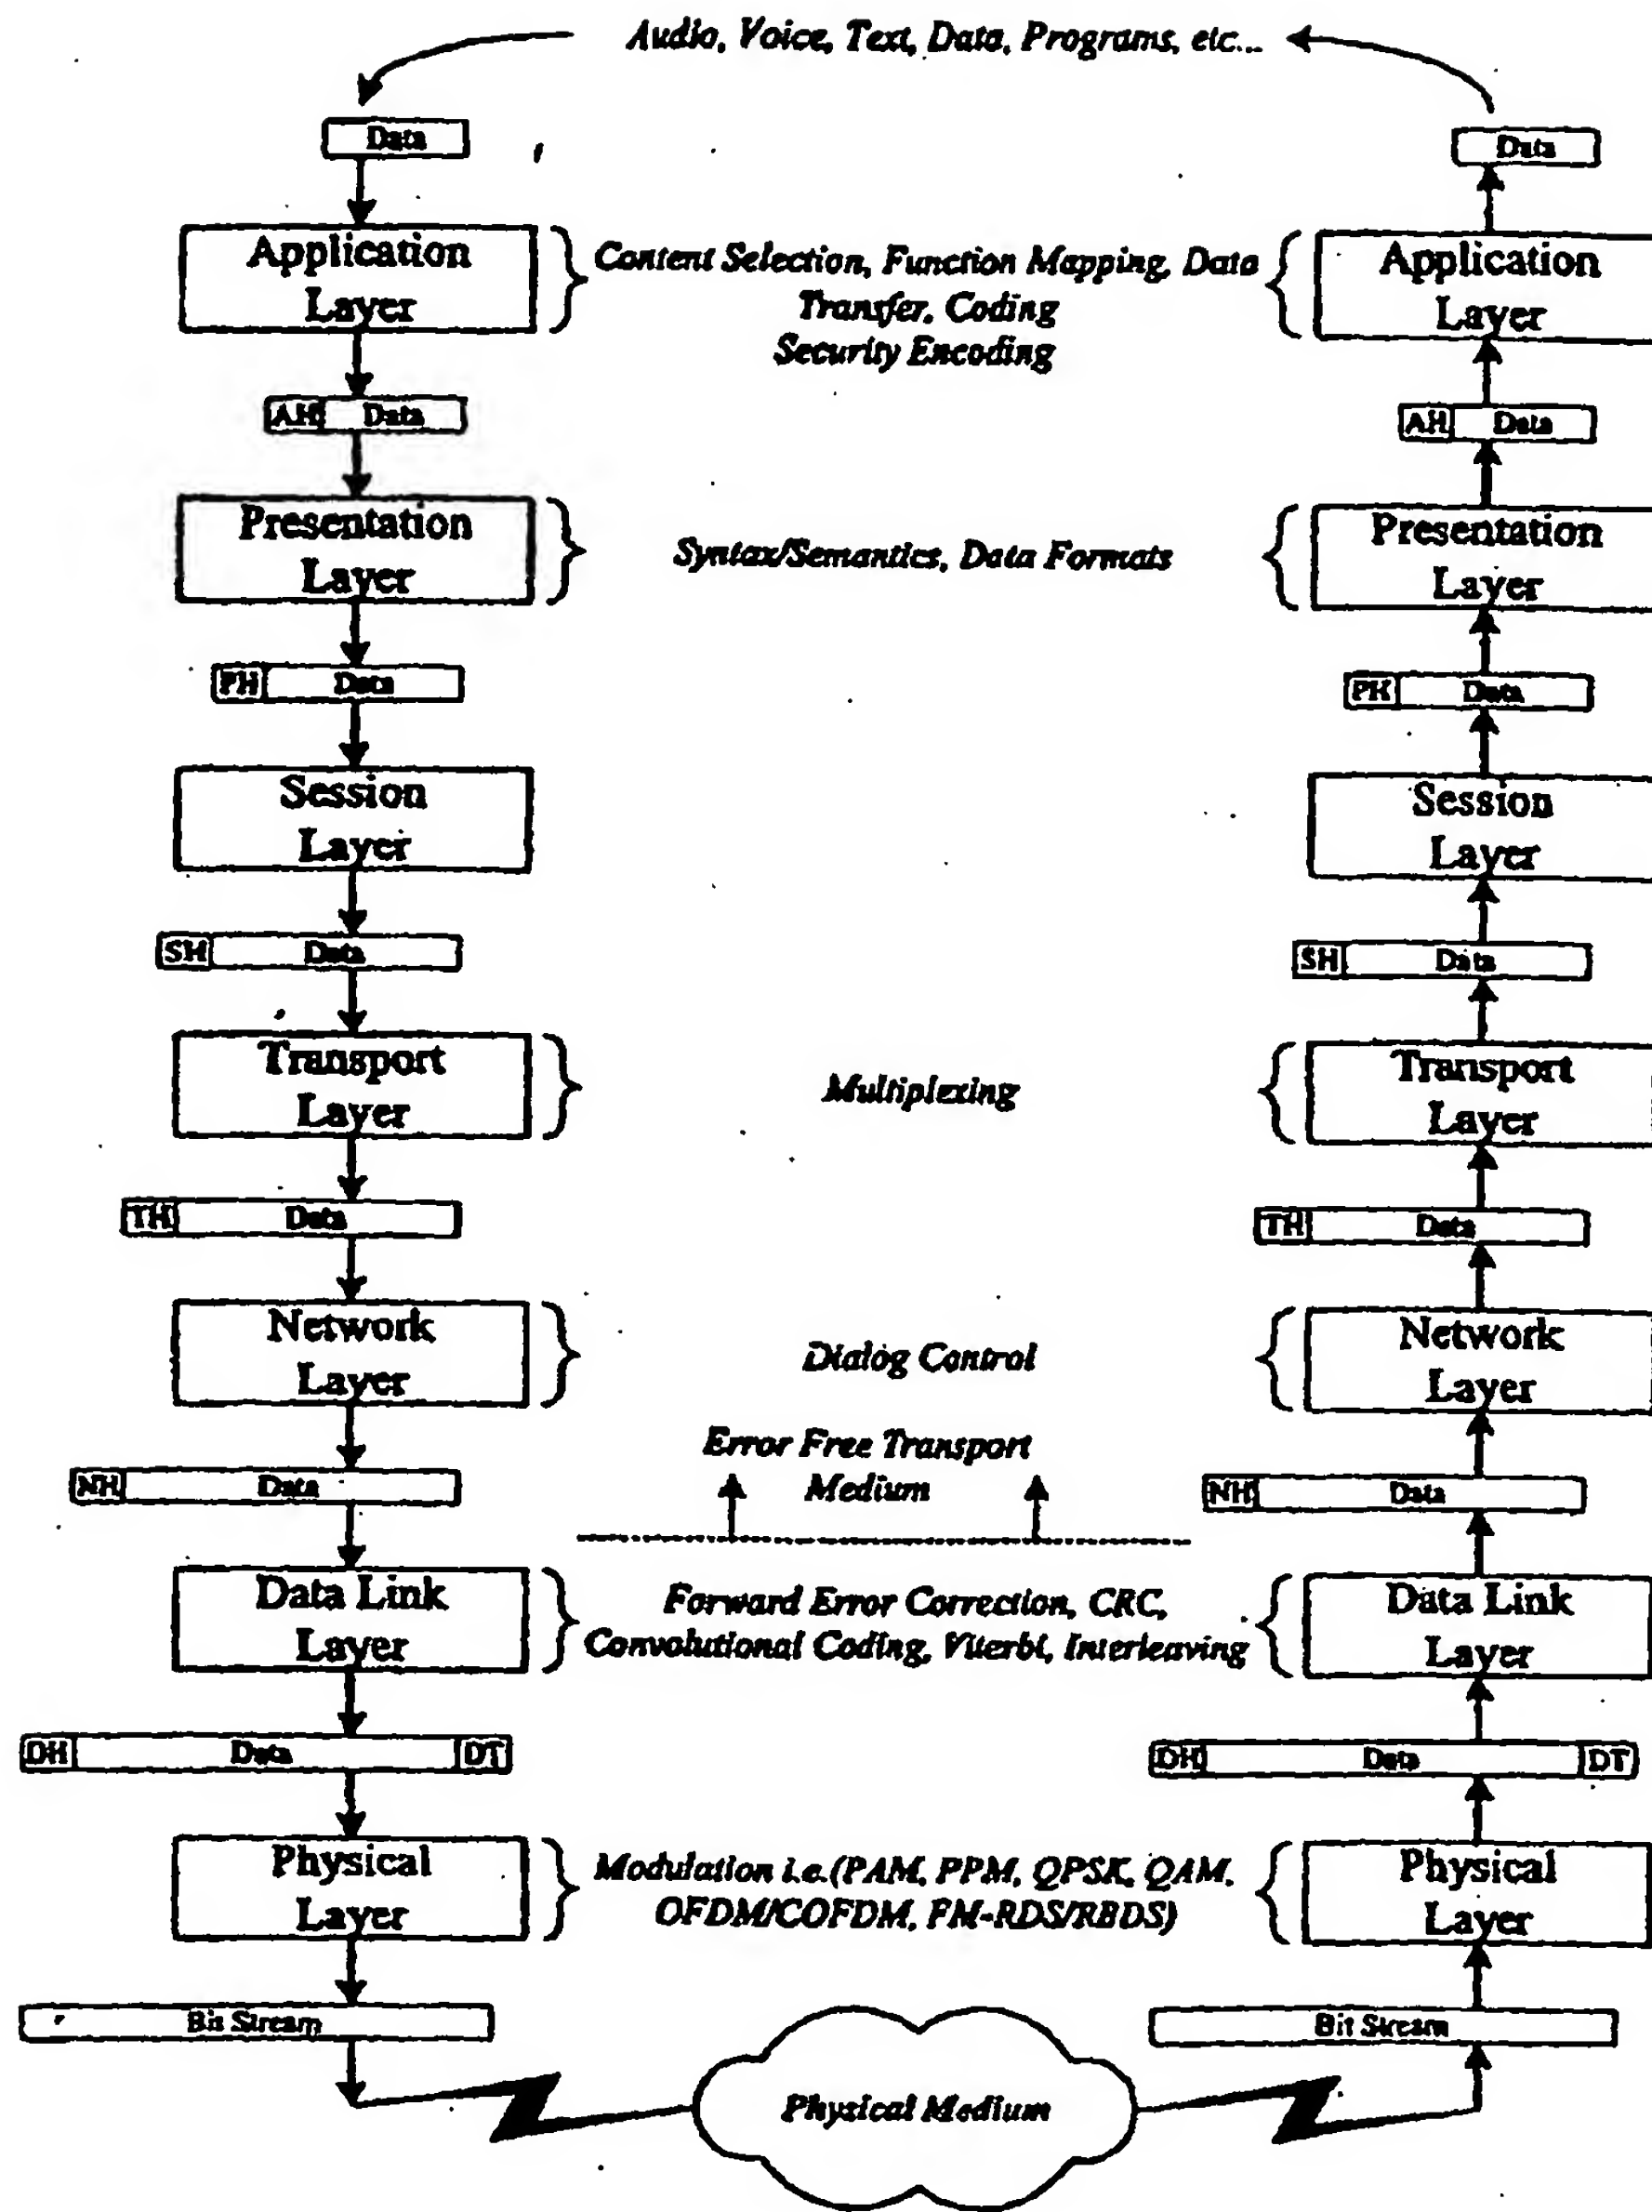 Audio, Voice, Text, Data, Programs, etc...
Data
Data
Application
Layer
Content Selection, Function Mapping, Data
Transfer, Coding
Security Encoding
Application
Layer
AH Data
AH Data
Presentation
Layer
Syntax/Semantics, Data Formats
Presentation
Layer
PH Data
PH Data
Session
Layer
Session
Layer
SH Data
SH Data
Transport
Layer
Multiplexing
Transport
Layer
TH Data
TH Data
Network
Layer
Dialog Control
Network
Layer
Error Free Transport
Medium
NH Data
NH Data
Data Link
Layer
Forward Error Correction, CRC,
Convolutional Coding, Viterbi, Interleaving
Data Link
Layer
DH Data DT
DH Data DT
Physical
Layer
Modulation i.e.(PAM, PPM, QPSK, QAM,
OFDM/COFDM, FM-RDS/RBDS)
Physical
Layer
Bit Stream
Bit Stream
Physical Medium